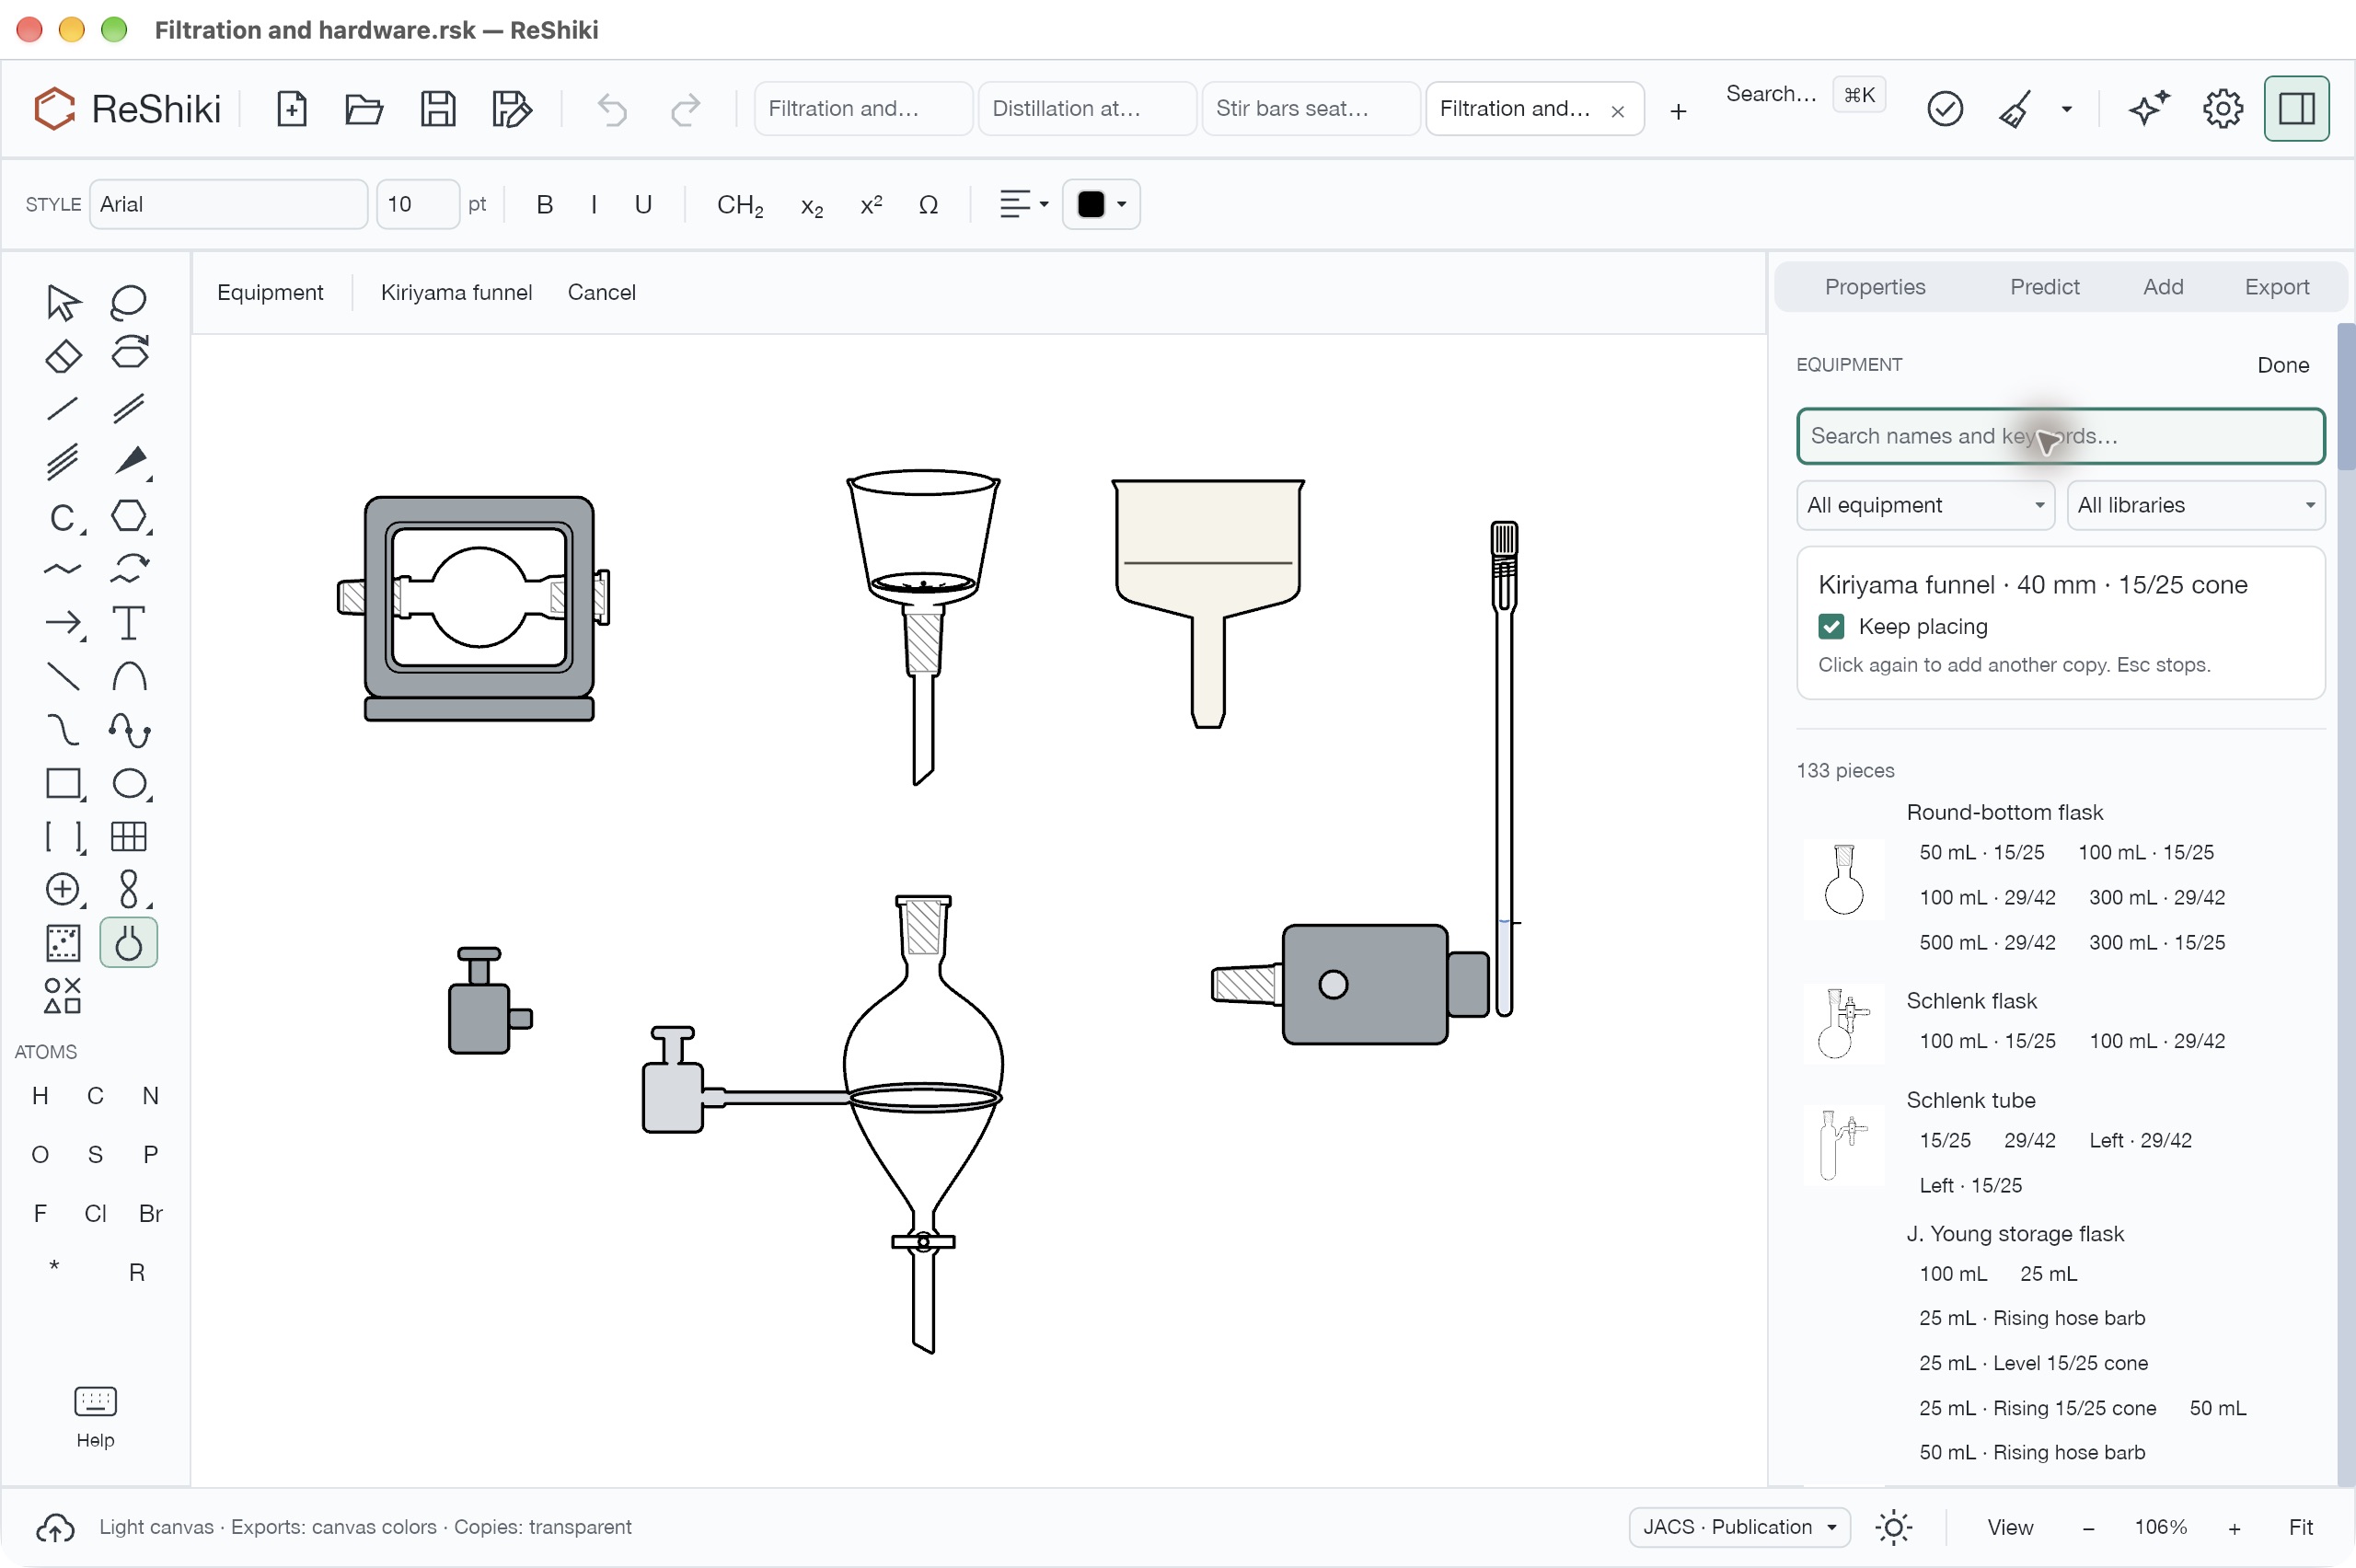 Filtration and hardware.rsk — ReShiki
ReShiki
Filtration and...
Distillation at...
Stir bars seat...
Filtration and... ×
+
Search... ⌘K
STYLE Arial 10 pt B I U CH₂ x₂ x² Ω
Equipment Kiriyama funnel Cancel
Properties Predict Add Export
EQUIPMENT Done
Search names and keywords...
All equipment All libraries
Kiriyama funnel · 40 mm · 15/25 cone
Keep placing
Click again to add another copy. Esc stops.
133 pieces
Round-bottom flask
50 mL · 15/25 100 mL · 15/25
100 mL · 29/42 300 mL · 29/42
500 mL · 29/42 300 mL · 15/25
Schlenk flask
100 mL · 15/25 100 mL · 29/42
Schlenk tube
15/25 29/42 Left · 29/42
Left · 15/25
J. Young storage flask
100 mL 25 mL
25 mL · Rising hose barb
25 mL · Level 15/25 cone
25 mL · Rising 15/25 cone 50 mL
50 mL · Rising hose barb
C
T
[ ]
ATOMS
H C N
O S P
F Cl Br
* R
Help
Light canvas · Exports: canvas colors · Copies: transparent
JACS · Publication
View − 106% + Fit